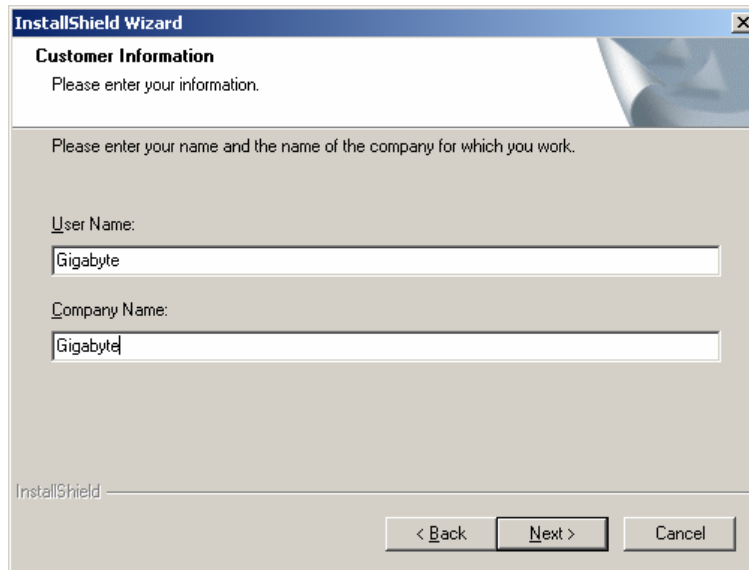 InstallShield Wizard
Customer Information
Please enter your information.
Please enter your name and the name of the company for which you work.
User Name:
Gigabyte
Company Name:
Gigabyte
InstallShield
< Back Next > Cancel